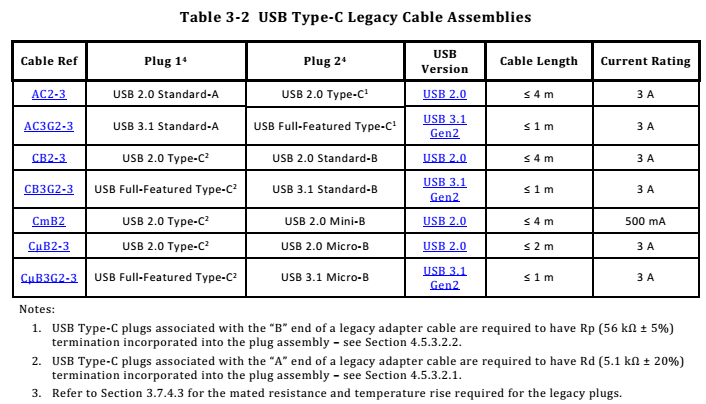 Table 3-2 USB Type-C Legacy Cable Assemblies
Cable Ref Plug 1⁴ Plug 2⁴ USB Version Cable Length Current Rating
AC2-3 USB 2.0 Standard-A USB 2.0 Type-C¹ USB 2.0 ≤ 4 m 3 A
AC3G2-3 USB 3.1 Standard-A USB Full-Featured Type-C¹ USB 3.1 Gen2 ≤ 1 m 3 A
CB2-3 USB 2.0 Type-C² USB 2.0 Standard-B USB 2.0 ≤ 4 m 3 A
CB3G2-3 USB Full-Featured Type-C² USB 3.1 Standard-B USB 3.1 Gen2 ≤ 1 m 3 A
CmB2 USB 2.0 Type-C² USB 2.0 Mini-B USB 2.0 ≤ 4 m 500 mA
CµB2-3 USB 2.0 Type-C² USB 2.0 Micro-B USB 2.0 ≤ 2 m 3 A
CµB3G2-3 USB Full-Featured Type-C² USB 3.1 Micro-B USB 3.1 Gen2 ≤ 1 m 3 A
Notes:
1. USB Type-C plugs associated with the “B” end of a legacy adapter cable are required to have Rp (56 kΩ ± 5%)
termination incorporated into the plug assembly – see Section 4.5.3.2.2.
2. USB Type-C plugs associated with the “A” end of a legacy adapter cable are required to have Rd (5.1 kΩ ± 20%)
termination incorporated into the plug assembly – see Section 4.5.3.2.1.
3. Refer to Section 3.7.4.3 for the mated resistance and temperature rise required for the legacy plugs.